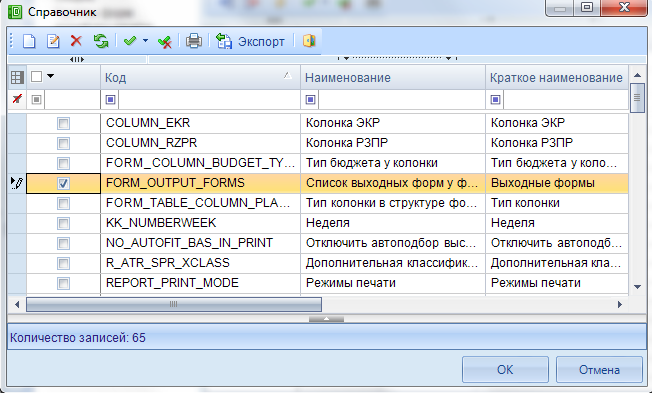 Справочник
Экспорт
Код Наименование Краткое наименование
COLUMN_EKR Колонка ЭКР Колонка ЭКР
COLUMN_RZPR Колонка РЗПР Колонка РЗПР
FORM_COLUMN_BUDGET_TY... Тип бюджета у колонки Тип бюджета у коло...
FORM_OUTPUT_FORMS Список выходных форм у ф... Выходные формы
FORM_TABLE_COLUMN_PLA... Тип колонки в структуре фо... Тип колонки
KK_NUMBERWEEK Неделя Неделя
NO_AUTOFIT_BAS_IN_PRINT Отключить автоподбор выс... Отключить автоподб...
R_ATR_SPR_XCLASS Дополнительная классифик... Дополнительная кла...
REPORT_PRINT_MODE Режимы печати Режимы печати
Количество записей: 65
OK Отмена